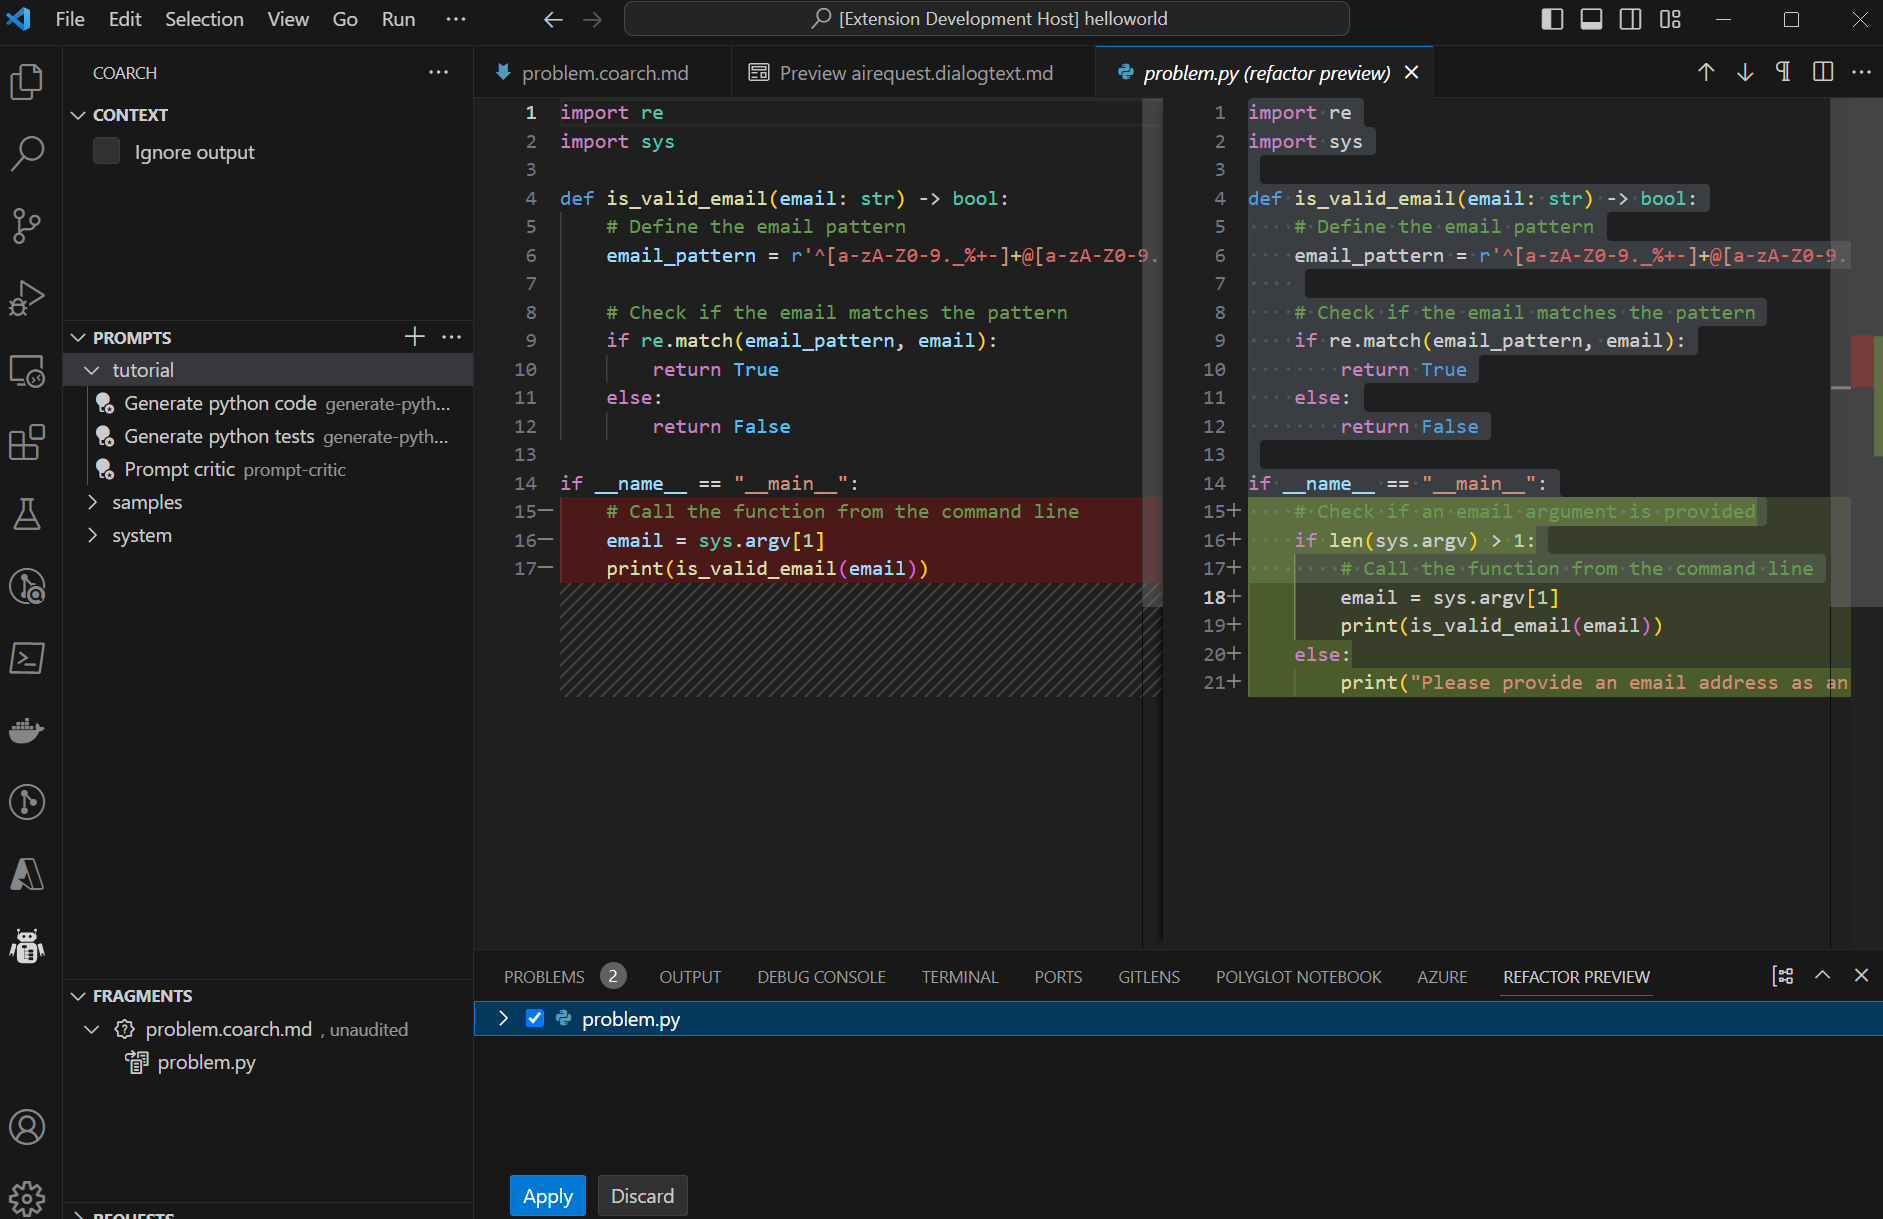 File Edit Selection View Go Run ···
[Extension Development Host] helloworld
COARCH
CONTEXT
Ignore output
PROMPTS
tutorial
Generate python code generate-pyth...
Generate python tests generate-pyth...
Prompt critic prompt-critic
samples
system
FRAGMENTS
problem.coarch.md , unaudited
problem.py
REQUESTS
problem.coarch.md
Preview airequest.dialogtext.md
problem.py (refactor preview)
1 import re
2 import sys
3
4 def is_valid_email(email: str) -> bool:
5 # Define the email pattern
6 email_pattern = r'^[a-zA-Z0-9._%+-]+@[a-zA-Z0-9.
7
8 # Check if the email matches the pattern
9 if re.match(email_pattern, email):
10 return True
11 else:
12 return False
13
14 if __name__ == "__main__":
15— # Call the function from the command line
16— email = sys.argv[1]
17— print(is_valid_email(email))
1 import re
2 import sys
3
4 def is_valid_email(email: str) -> bool:
5 # Define the email pattern
6 email_pattern = r'^[a-zA-Z0-9._%+-]+@[a-zA-Z0-9.
7
8 # Check if the email matches the pattern
9 if re.match(email_pattern, email):
10 return True
11 else:
12 return False
13
14 if __name__ == "__main__":
15+ # Check if an email argument is provided
16+ if len(sys.argv) > 1:
17+ # Call the function from the command line
18+ email = sys.argv[1]
19+ print(is_valid_email(email))
20+ else:
21+ print("Please provide an email address as an
PROBLEMS 2 OUTPUT DEBUG CONSOLE TERMINAL PORTS GITLENS POLYGLOT NOTEBOOK AZURE REFACTOR PREVIEW
problem.py
Apply Discard